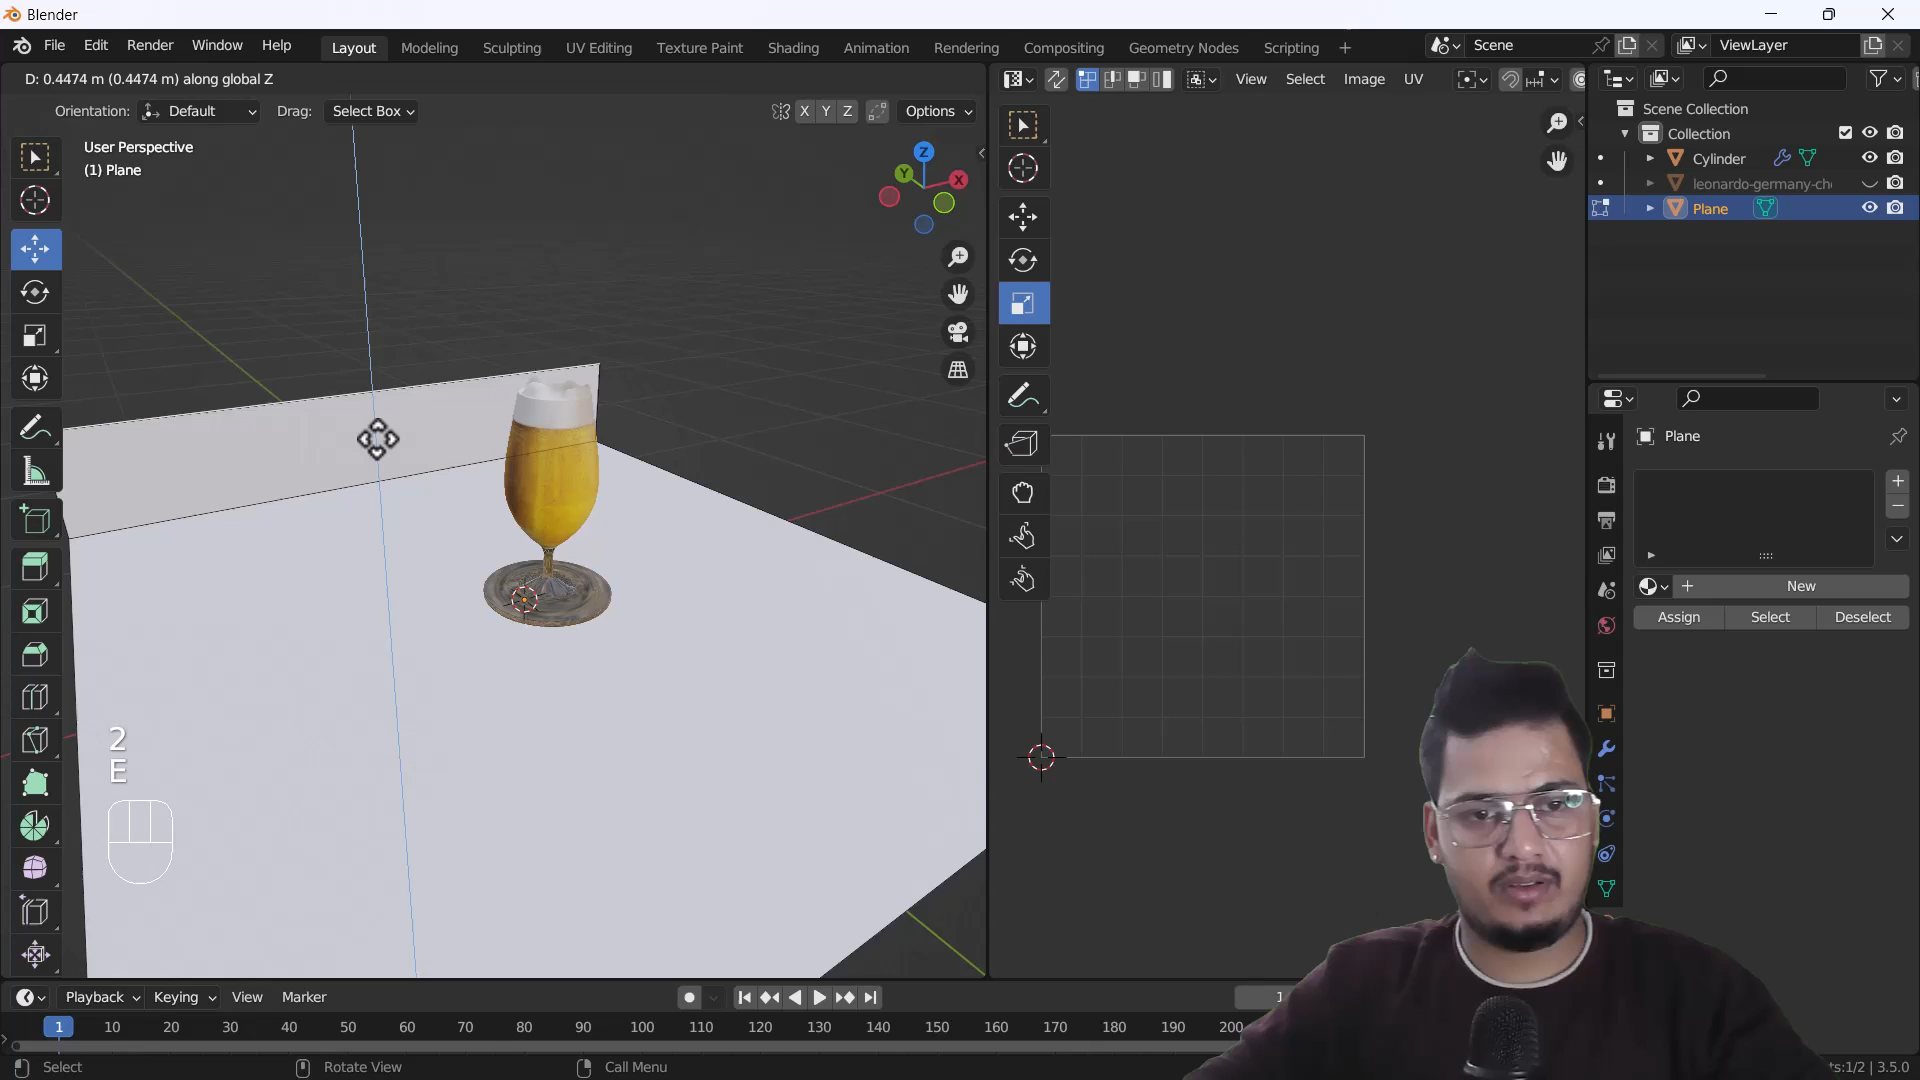 Blender
File Edit Render Window Help
Layout Modeling Sculpting UV Editing Texture Paint Shading Animation Rendering Compositing Geometry Nodes Scripting +
Scene
ViewLayer
D: 0.4474 m (0.4474 m) along global Z
View Select Image UV
Orientation: Default Drag: Select Box
X Y Z
Options
User Perspective
(1) Plane
Z
Y
X
Scene Collection
Collection
Cylinder
leonardo-germany-ch
Plane
Plane
New
Assign Select Deselect
2
E
Playback Keying View Marker
1
1 10 20 30 40 50 60 70 80 90 100 110 120 130 140 150 160 170 180 190 200
Select Rotate View Call Menu
ts:1/2 | 3.5.0